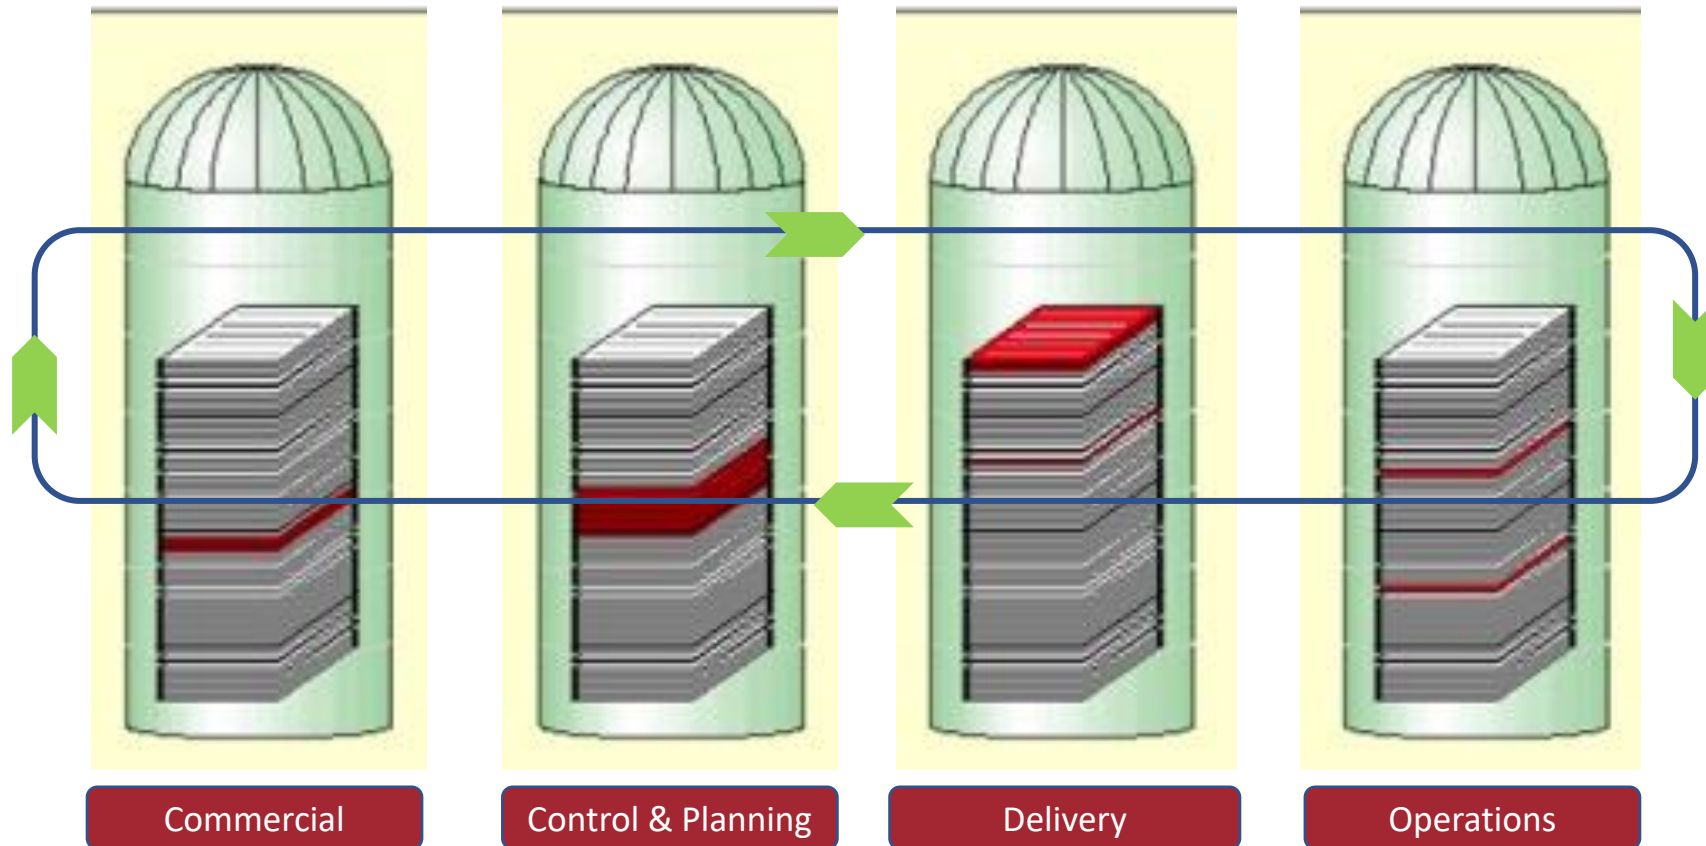 Commercial
Control & Planning
Delivery
Operations